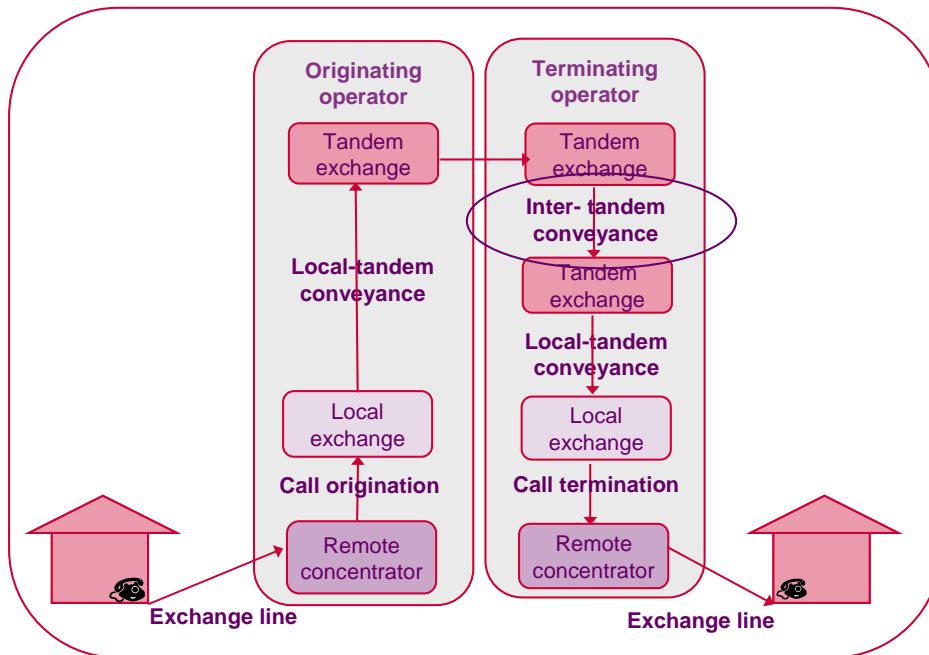 Originating
operator
Tandem
exchange
Local-tandem
conveyance
Local
exchange
Call origination
Remote
concentrator
Exchange line
Terminating
operator
Tandem
exchange
Inter- tandem
conveyance
Tandem
exchange
Local-tandem
conveyance
Local
exchange
Call termination
Remote
concentrator
Exchange line